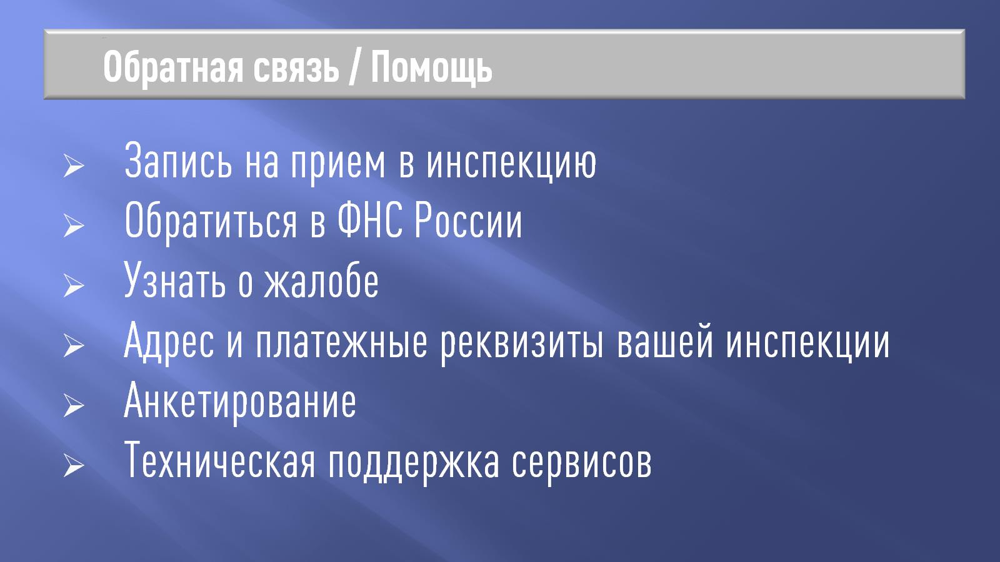 Обратная связь / Помощь
Запись на прием в инспекцию
Обратиться в ФНС России
Узнать о жалобе
Адрес и платежные реквизиты вашей инспекции
Анкетирование
Техническая поддержка сервисов